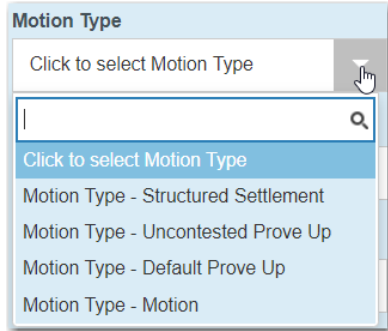 Motion Type
Click to select Motion Type
Click to select Motion Type
Motion Type - Structured Settlement
Motion Type - Uncontested Prove Up
Motion Type - Default Prove Up
Motion Type - Motion